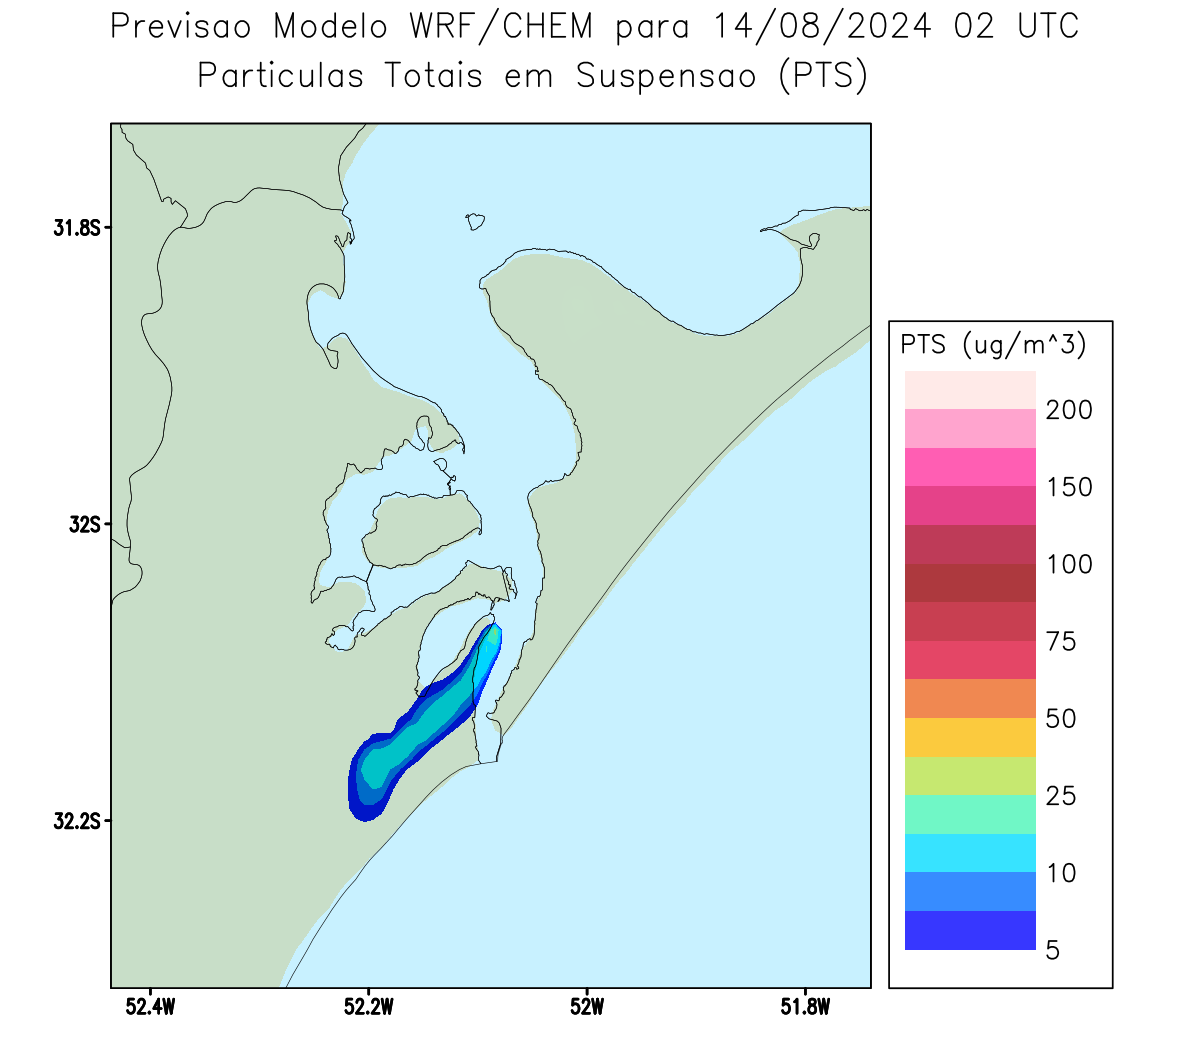 Previsao Modelo WRF/CHEM para 14/08/2024 02 UTC
Particulas Totais em Suspensao (PTS)
31.8S
32S
32.2S
52.4W
52.2W
52W
51.8W
PTS (ug/m^3)
200
150
100
75
50
25
10
5